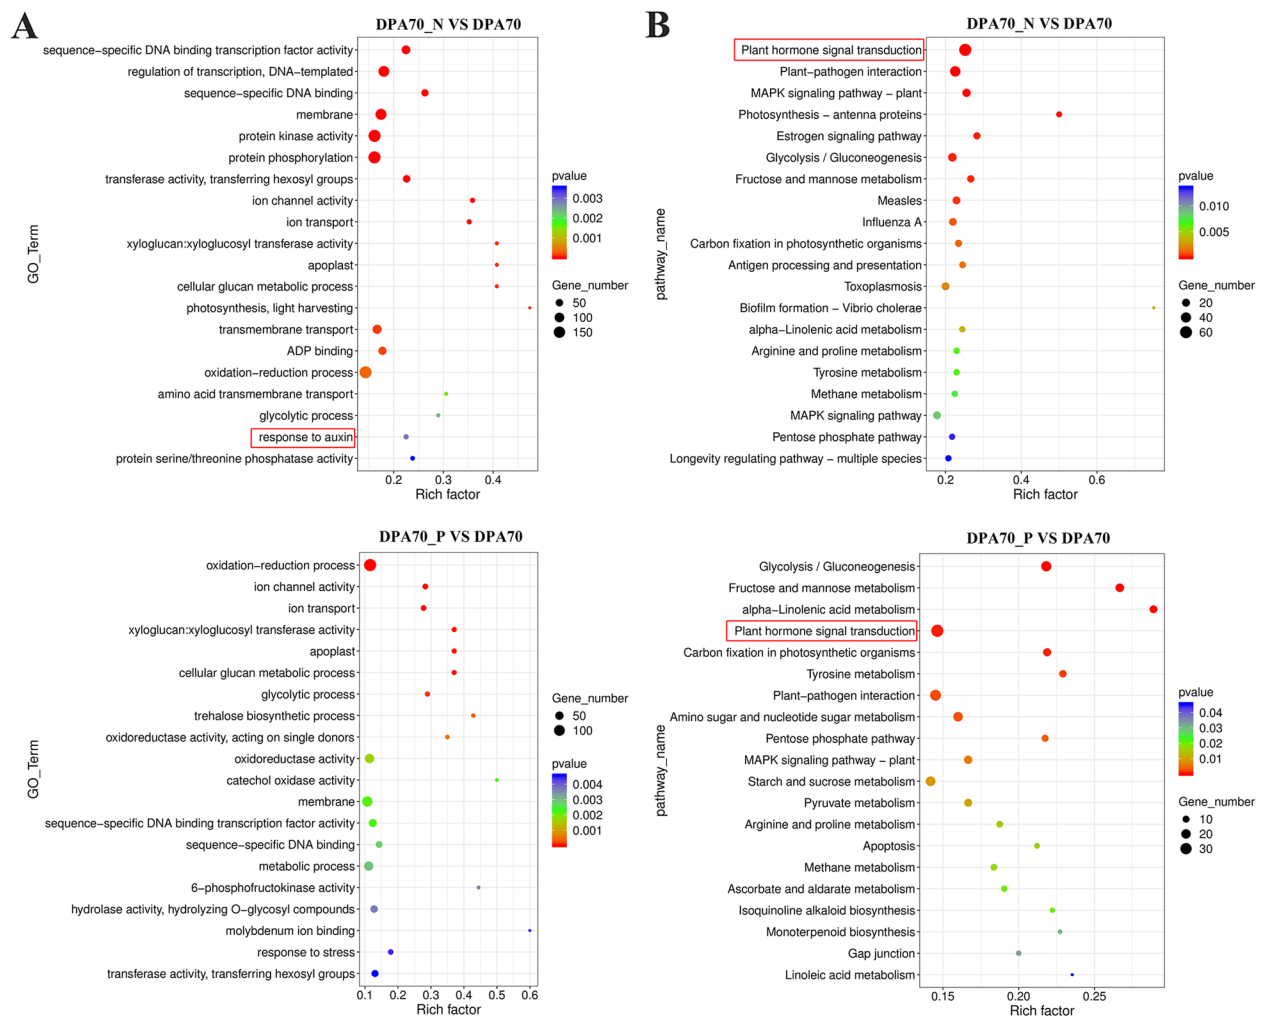 A
DPA70_N VS DPA70
GO_Term
sequence−specific DNA binding transcription factor activity
regulation of transcription, DNA−templated
sequence−specific DNA binding
membrane
protein kinase activity
protein phosphorylation
transferase activity, transferring hexosyl groups
ion channel activity
ion transport
xyloglucan:xyloglucosyl transferase activity
apoplast
cellular glucan metabolic process
photosynthesis, light harvesting
transmembrane transport
ADP binding
oxidation−reduction process
amino acid transmembrane transport
glycolytic process
response to auxin
protein serine/threonine phosphatase activity
0.2 0.3 0.4
Rich factor
pvalue
0.003
0.002
0.001
Gene_number
50
100
150
B
DPA70_N VS DPA70
pathway_name
Plant hormone signal transduction
Plant−pathogen interaction
MAPK signaling pathway − plant
Photosynthesis − antenna proteins
Estrogen signaling pathway
Glycolysis / Gluconeogenesis
Fructose and mannose metabolism
Measles
Influenza A
Carbon fixation in photosynthetic organisms
Antigen processing and presentation
Toxoplasmosis
Biofilm formation − Vibrio cholerae
alpha−Linolenic acid metabolism
Arginine and proline metabolism
Tyrosine metabolism
Methane metabolism
MAPK signaling pathway
Pentose phosphate pathway
Longevity regulating pathway − multiple species
0.2 0.4 0.6
Rich factor
pvalue
0.010
0.005
Gene_number
20
40
60
DPA70_P VS DPA70
GO_Term
oxidation−reduction process
ion channel activity
ion transport
xyloglucan:xyloglucosyl transferase activity
apoplast
cellular glucan metabolic process
glycolytic process
trehalose biosynthetic process
oxidoreductase activity, acting on single donors
oxidoreductase activity
catechol oxidase activity
membrane
sequence−specific DNA binding transcription factor activity
sequence−specific DNA binding
metabolic process
6−phosphofructokinase activity
hydrolase activity, hydrolyzing O−glycosyl compounds
molybdenum ion binding
response to stress
transferase activity, transferring hexosyl groups
0.1 0.2 0.3 0.4 0.5 0.6
Rich factor
Gene_number
50
100
pvalue
0.004
0.003
0.002
0.001
DPA70_P VS DPA70
pathway_name
Glycolysis / Gluconeogenesis
Fructose and mannose metabolism
alpha−Linolenic acid metabolism
Plant hormone signal transduction
Carbon fixation in photosynthetic organisms
Tyrosine metabolism
Plant−pathogen interaction
Amino sugar and nucleotide sugar metabolism
Pentose phosphate pathway
MAPK signaling pathway − plant
Starch and sucrose metabolism
Pyruvate metabolism
Arginine and proline metabolism
Apoptosis
Methane metabolism
Ascorbate and aldarate metabolism
Isoquinoline alkaloid biosynthesis
Monoterpenoid biosynthesis
Gap junction
Linoleic acid metabolism
0.15 0.20 0.25
Rich factor
pvalue
0.04
0.03
0.02
0.01
Gene_number
10
20
30